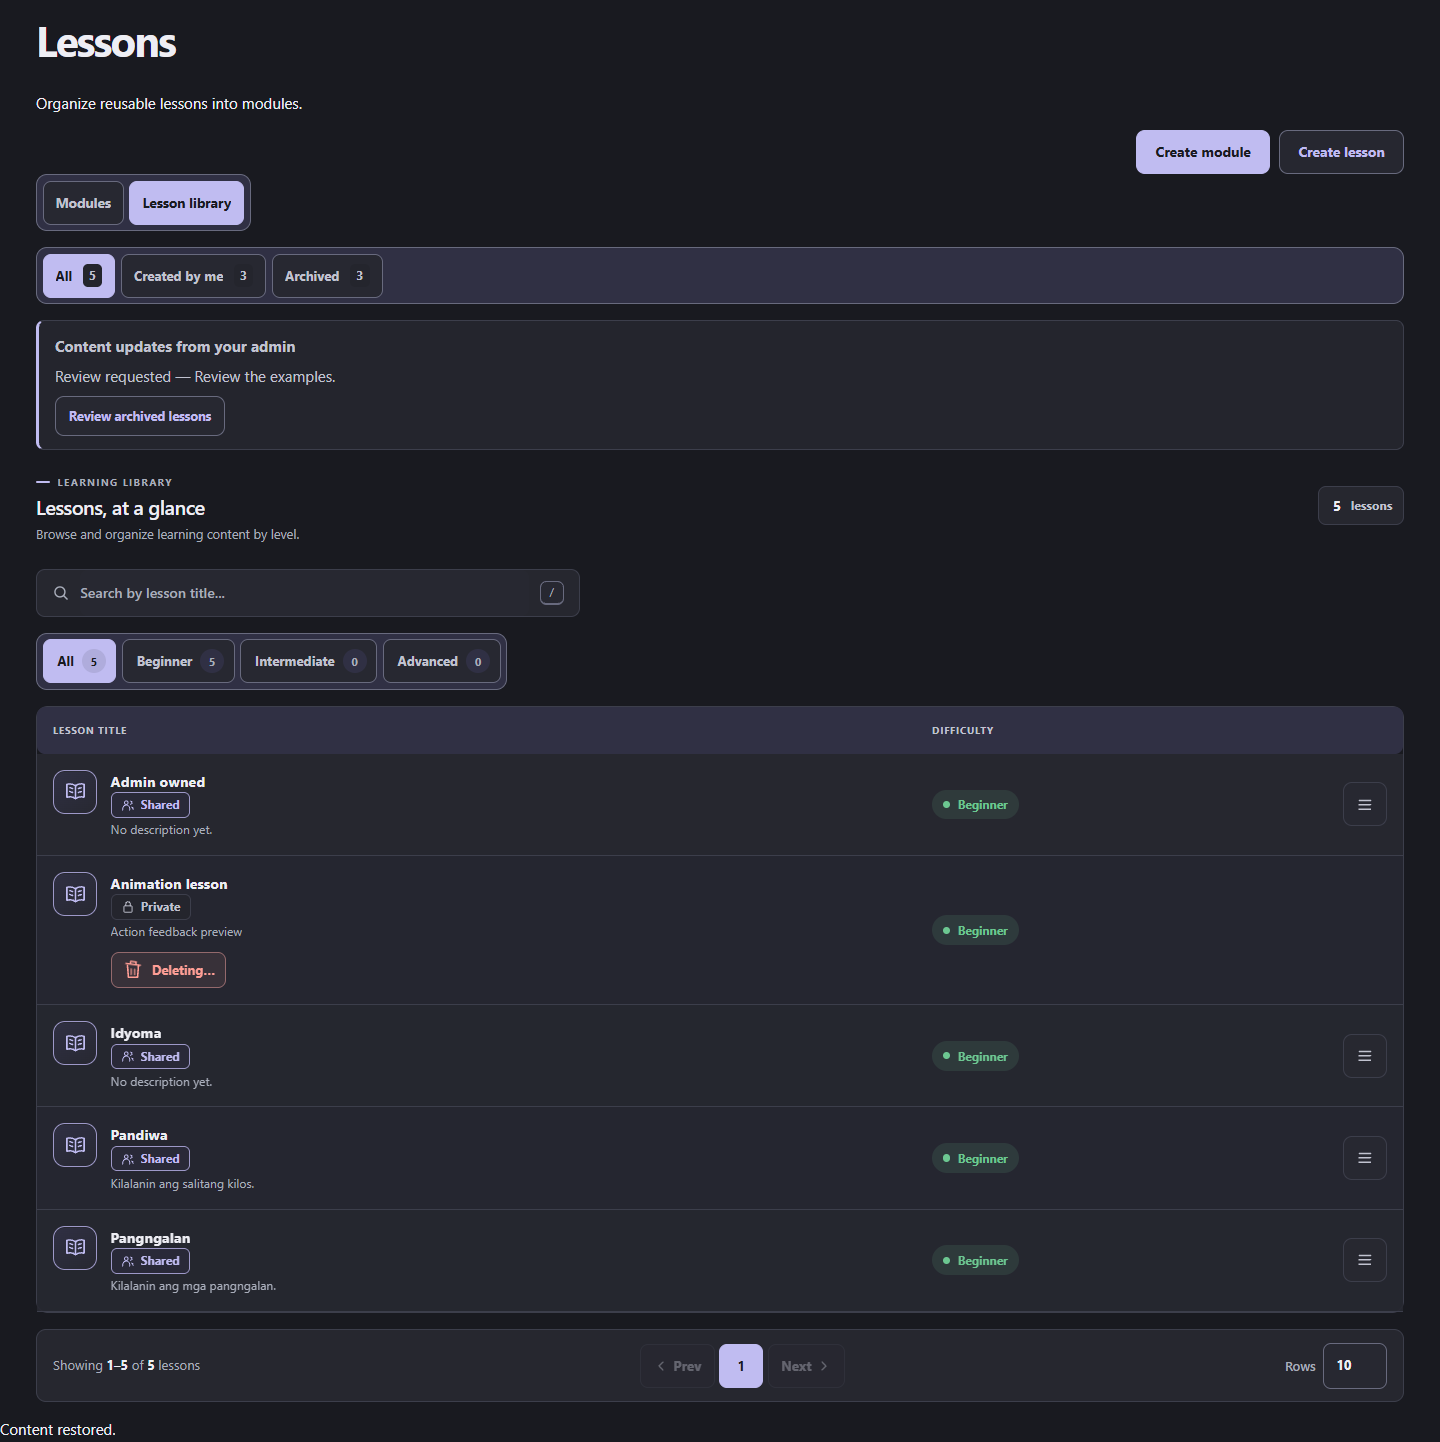 Lessons
Organize reusable lessons into modules.
Create module
Create lesson
Modules
Lesson library
All 5
Created by me 3
Archived 3
Content updates from your admin
Review requested — Review the examples.
Review archived lessons
LEARNING LIBRARY
Lessons, at a glance
5 lessons
Browse and organize learning content by level.
Search by lesson title...
/
All 5
Beginner 5
Intermediate 0
Advanced 0
LESSON TITLE
DIFFICULTY
Admin owned
Shared
No description yet.
Beginner
Animation lesson
Private
Action feedback preview
Deleting...
Beginner
Idyoma
Shared
No description yet.
Beginner
Pandiwa
Shared
Kilalanin ang salitang kilos.
Beginner
Pangngalan
Shared
Kilalanin ang mga pangngalan.
Beginner
Showing 1–5 of 5 lessons
Prev
1
Next
Rows
10
Content restored.